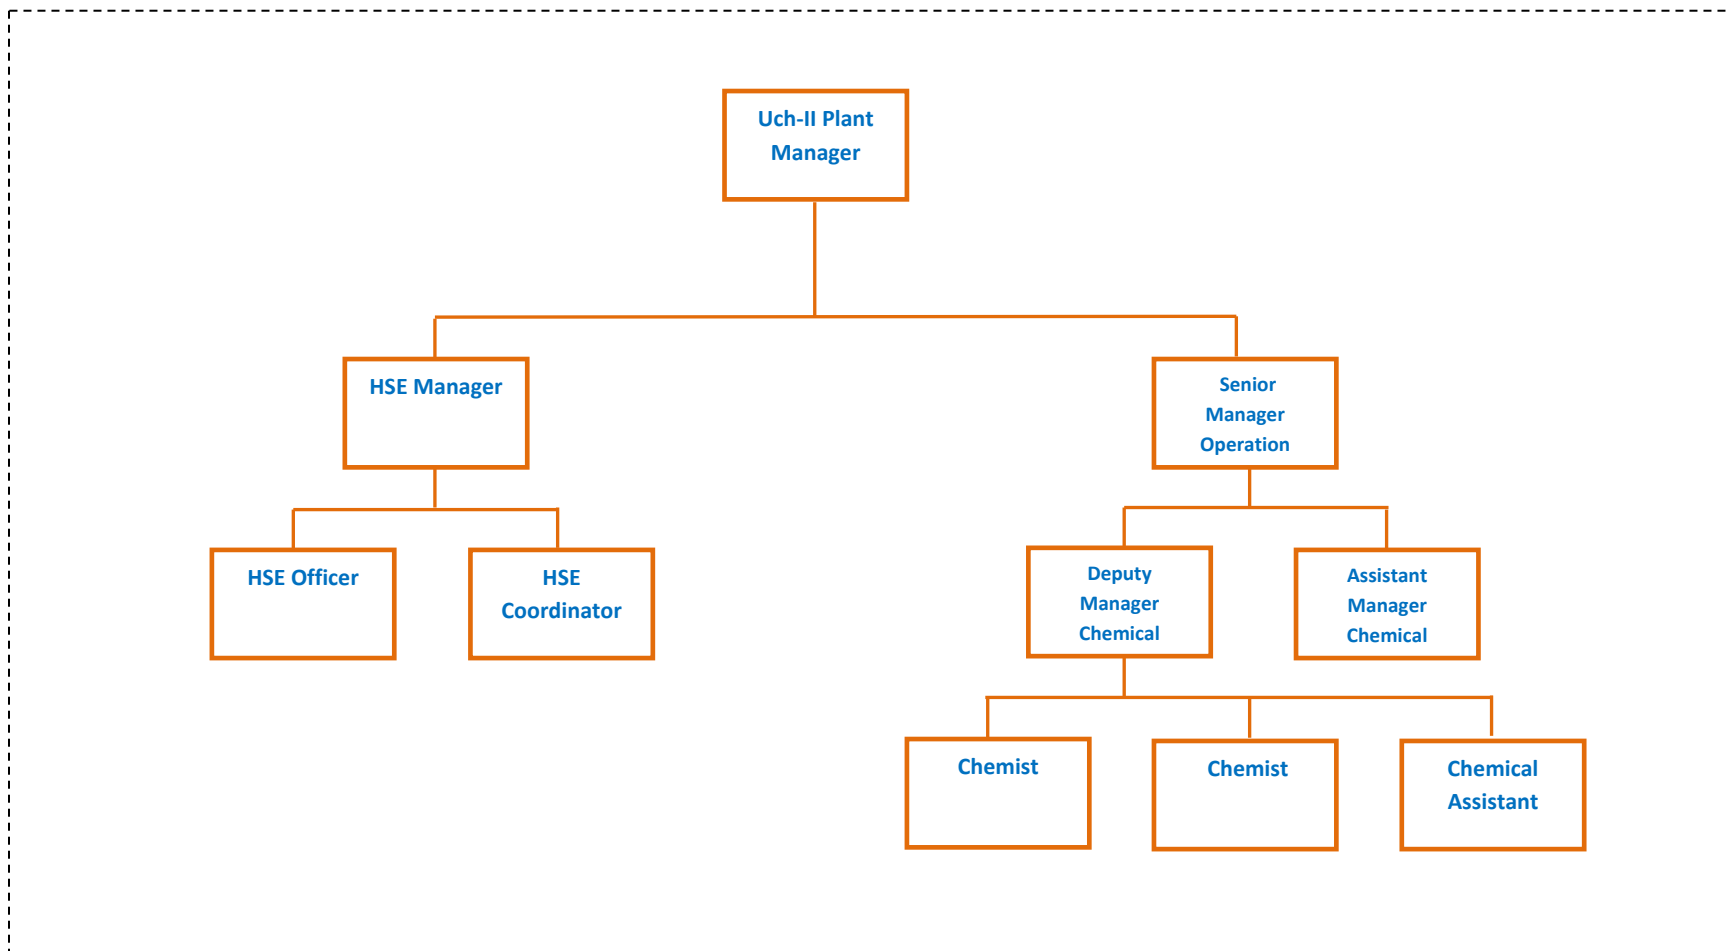 Uch-II Plant
Manager
HSE Manager
Senior
Manager
Operation
HSE Officer
HSE
Coordinator
Deputy
Manager
Chemical
Assistant
Manager
Chemical
Chemist
Chemist
Chemical
Assistant